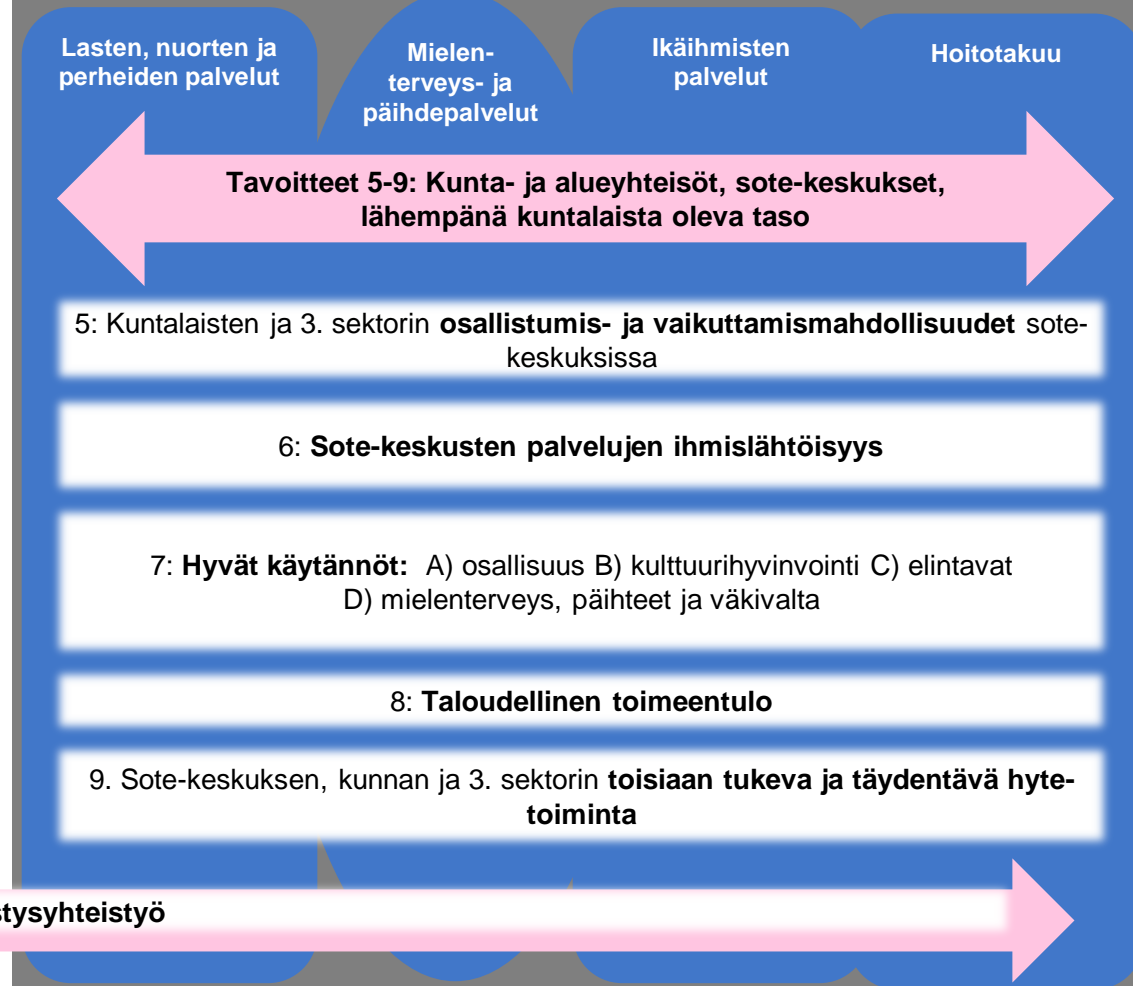 Lasten, nuorten ja
perheiden palvelut
Mielen-
terveys- ja
päihdepalvelut
Ikäihmisten
palvelut
Hoitotakuu
Tavoitteet 5-9: Kunta- ja alueyhteisöt, sote-keskukset,
lähempänä kuntalaista oleva taso
5: Kuntalaisten ja 3. sektorin osallistumis- ja vaikuttamismahdollisuudet sote-
keskuksissa
6: Sote-keskusten palvelujen ihmislähtöisyys
7: Hyvät käytännöt: A) osallisuus B) kulttuurihyvinvointi C) elintavat
D) mielenterveys, päihteet ja väkivalta
8: Taloudellinen toimeentulo
9. Sote-keskuksen, kunnan ja 3. sektorin toisiaan tukeva ja täydentävä hyte-
toiminta
stysyhteistyö